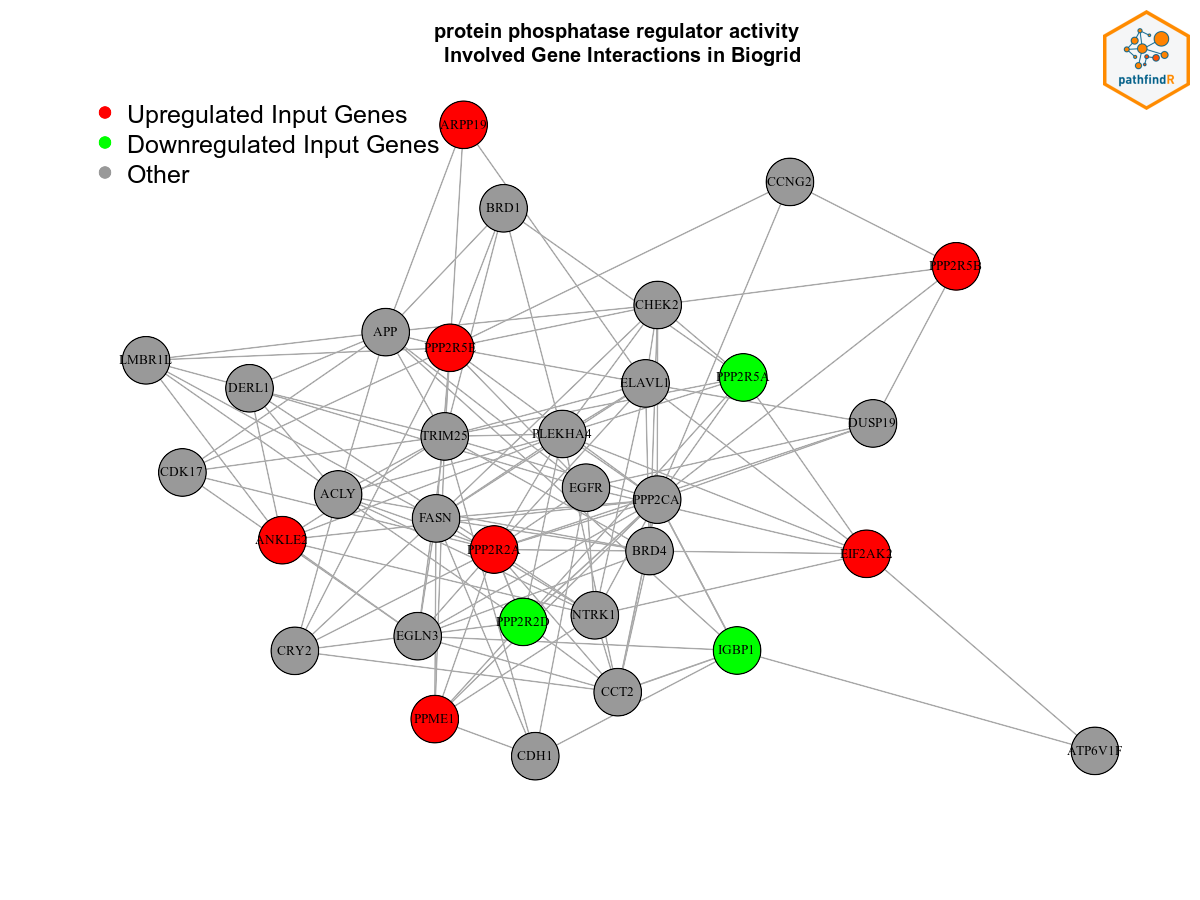 protein phosphatase regulator activity
Involved Gene Interactions in Biogrid
pathfindR
Upregulated Input Genes
Downregulated Input Genes
Other
ARPP19
CCNG2
BRD1
PPP2R5B
CHEK2
APP
PPP2R5E
LMBR1L
PPP2R5A
ELAVL1
DERL1
DUSP19
TRIM25
PLEKHA4
CDK17
EGFR
ACLY
PPP2CA
FASN
ANKLE2
PPP2R2A
BRD4
EIF2AK2
NTRK1
PPP2R2D
EGLN3
CRY2
IGBP1
CCT2
PPME1
CDH1
ATP6V1F